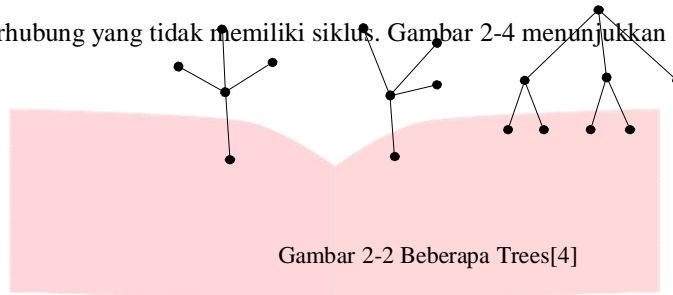 rhubung yang tidak memiliki siklus. Gambar 2-4 menunjukkan
Gambar 2-2 Beberapa Trees[4]